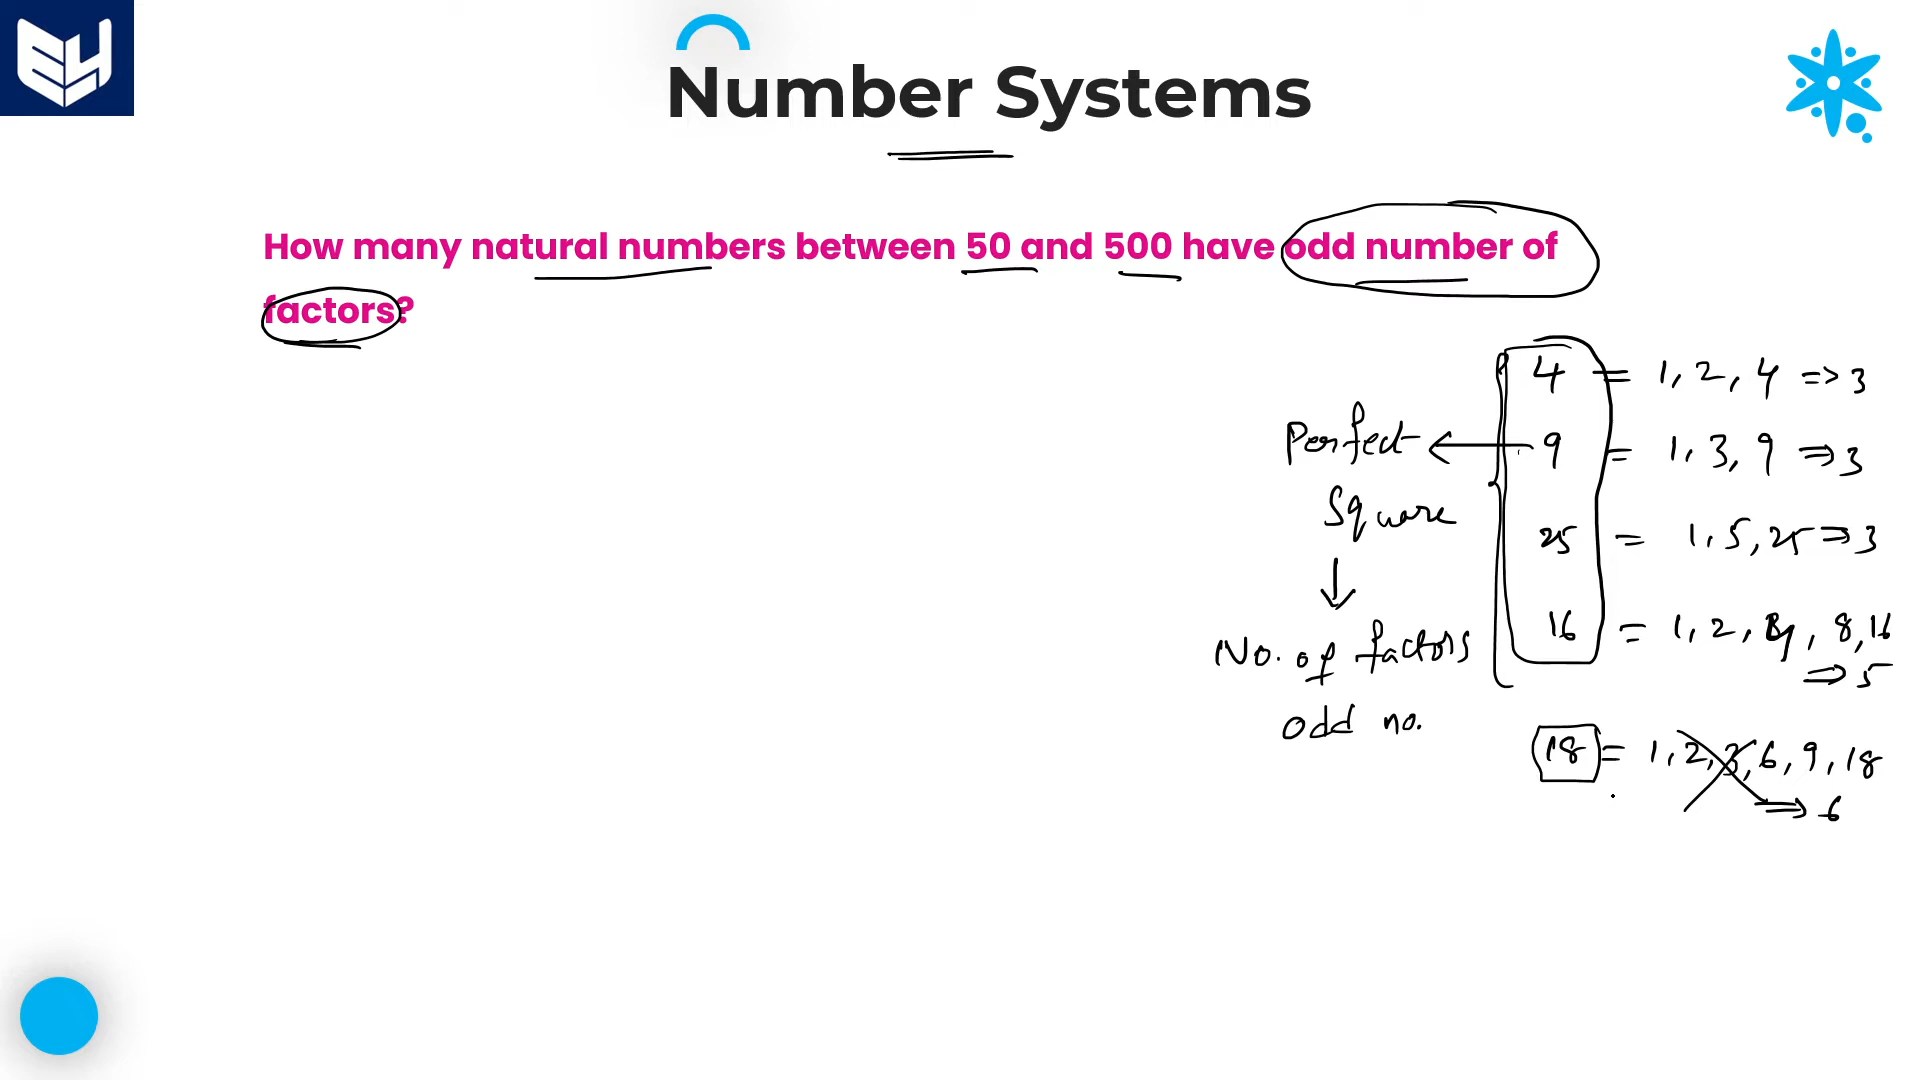 Number Systems
How many natural numbers between 50 and 500 have odd number of
factors?
4 = 1, 2, 4 => 3
Perfect ← 9 = 1, 3, 9 => 3
Square
25 = 1, 5, 25 => 3
↓
16 = 1, 2, 4, 8, 16
=> 5
No. of factors
odd no.
18 = 1, 2, 3, 6, 9, 18
=> 6